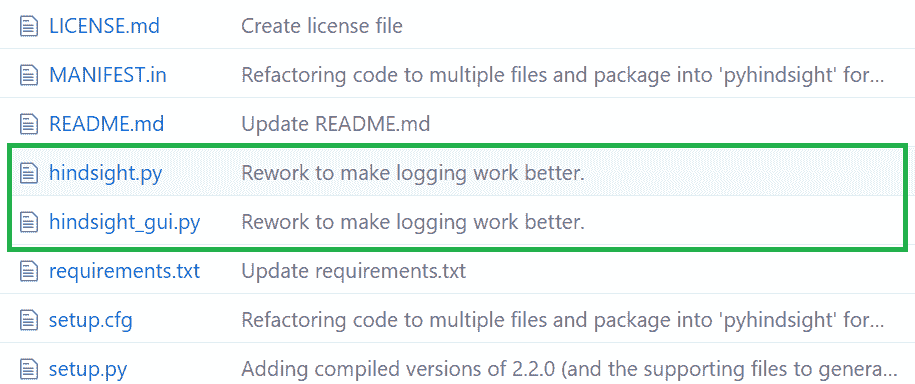 LICENSE.md Create license file
MANIFEST.in Refactoring code to multiple files and package into 'pyhindsight' for...
README.md Update README.md
hindsight.py Rework to make logging work better.
hindsight_gui.py Rework to make logging work better.
requirements.txt Update requirements.txt
setup.cfg Refactoring code to multiple files and package into 'pyhindsight' for...
setup.py Adding compiled versions of 2.2.0 (and the supporting files to genera...